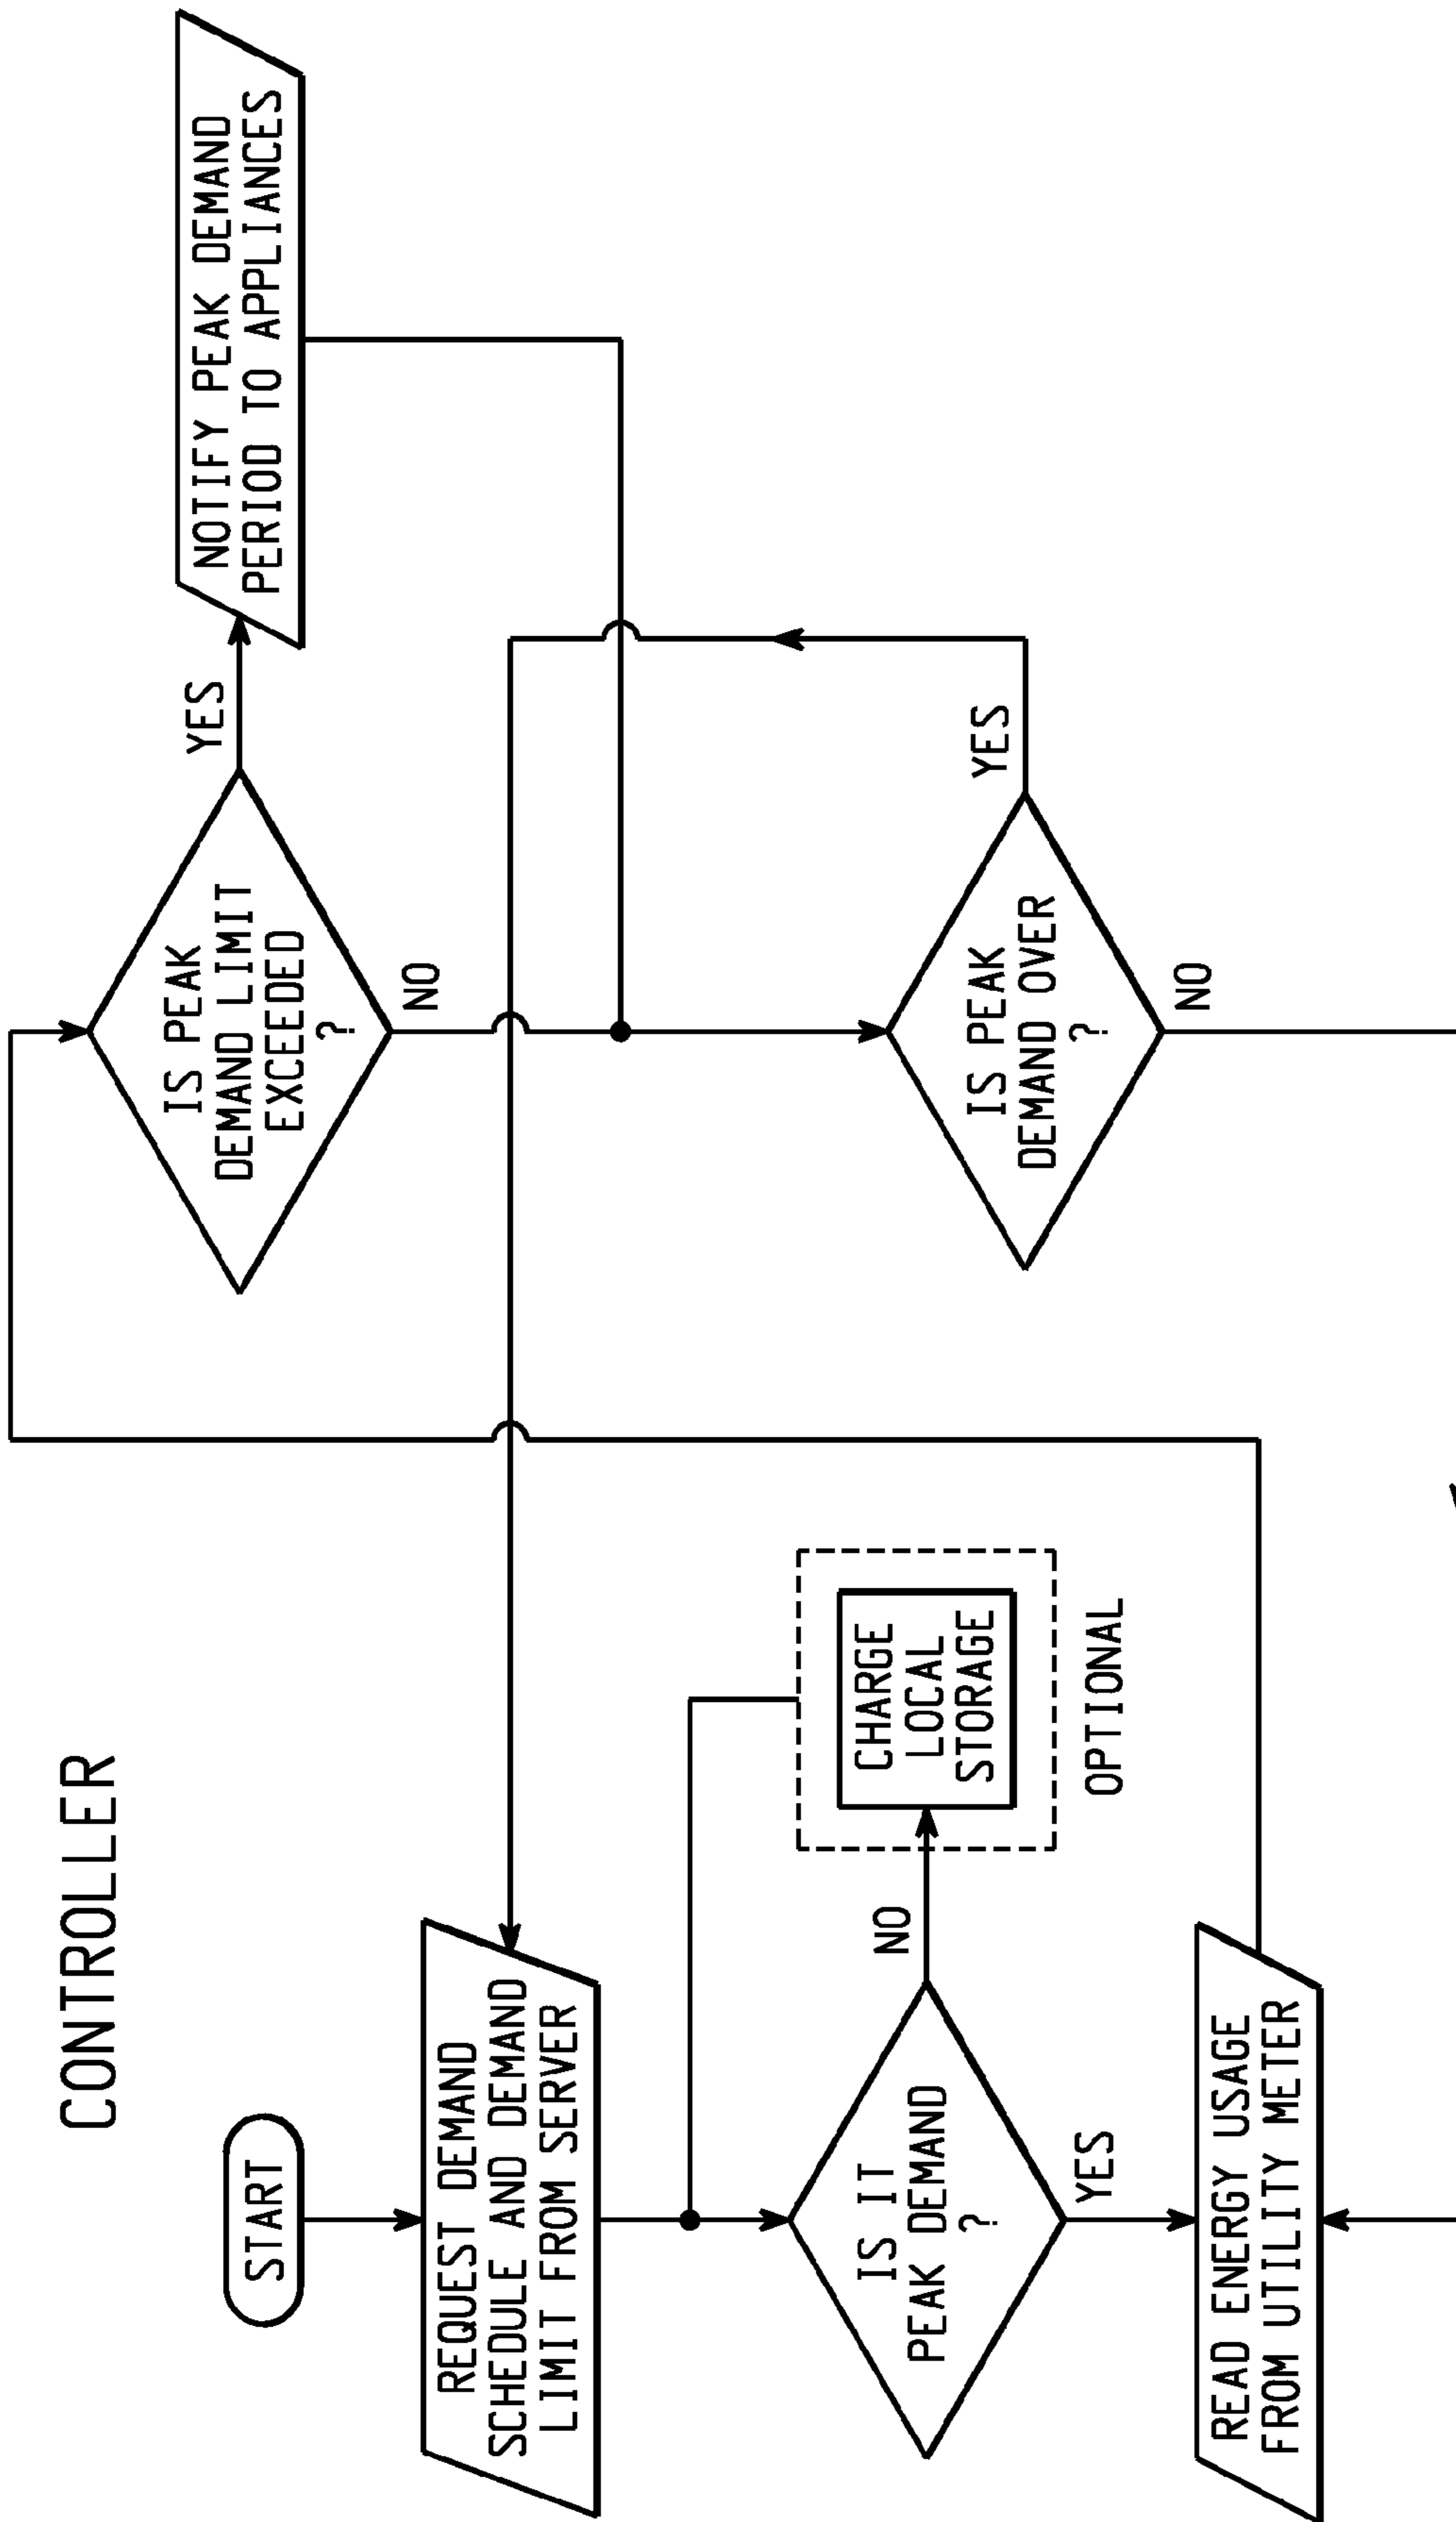 CONTROLLER
START
REQUEST DEMAND
SCHEDULE AND DEMAND
LIMIT FROM SERVER
IS IT
PEAK DEMAND
?
NO
CHARGE
LOCAL
STORAGE
OPTIONAL
YES
READ ENERGY USAGE
FROM UTILITY METER
IS PEAK
DEMAND LIMIT
EXCEEDED
?
YES
NOTIFY PEAK DEMAND
PERIOD TO APPLIANCES
NO
IS PEAK
DEMAND OVER
?
YES
NO